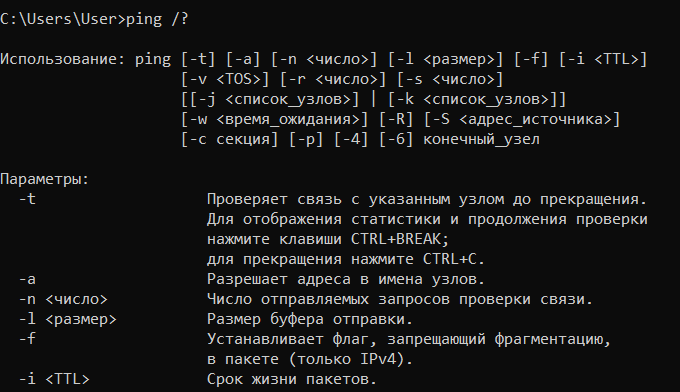 C:\Users\User>ping /?
Использование: ping [-t] [-a] [-n <число>] [-l <размер>] [-f] [-i <TTL>]
[-v <TOS>] [-r <число>] [-s <число>]
[[-j <список_узлов>] | [-k <список_узлов>]]
[-w <время_ожидания>] [-R] [-S <адрес_источника>]
[-c секция] [-p] [-4] [-6] конечный_узел
Параметры:
-t Проверяет связь с указанным узлом до прекращения.
Для отображения статистики и продолжения проверки
нажмите клавиши CTRL+BREAK;
для прекращения нажмите CTRL+C.
-a Разрешает адреса в имена узлов.
-n <число> Число отправляемых запросов проверки связи.
-l <размер> Размер буфера отправки.
-f Устанавливает флаг, запрещающий фрагментацию,
в пакете (только IPv4).
-i <TTL> Срок жизни пакетов.